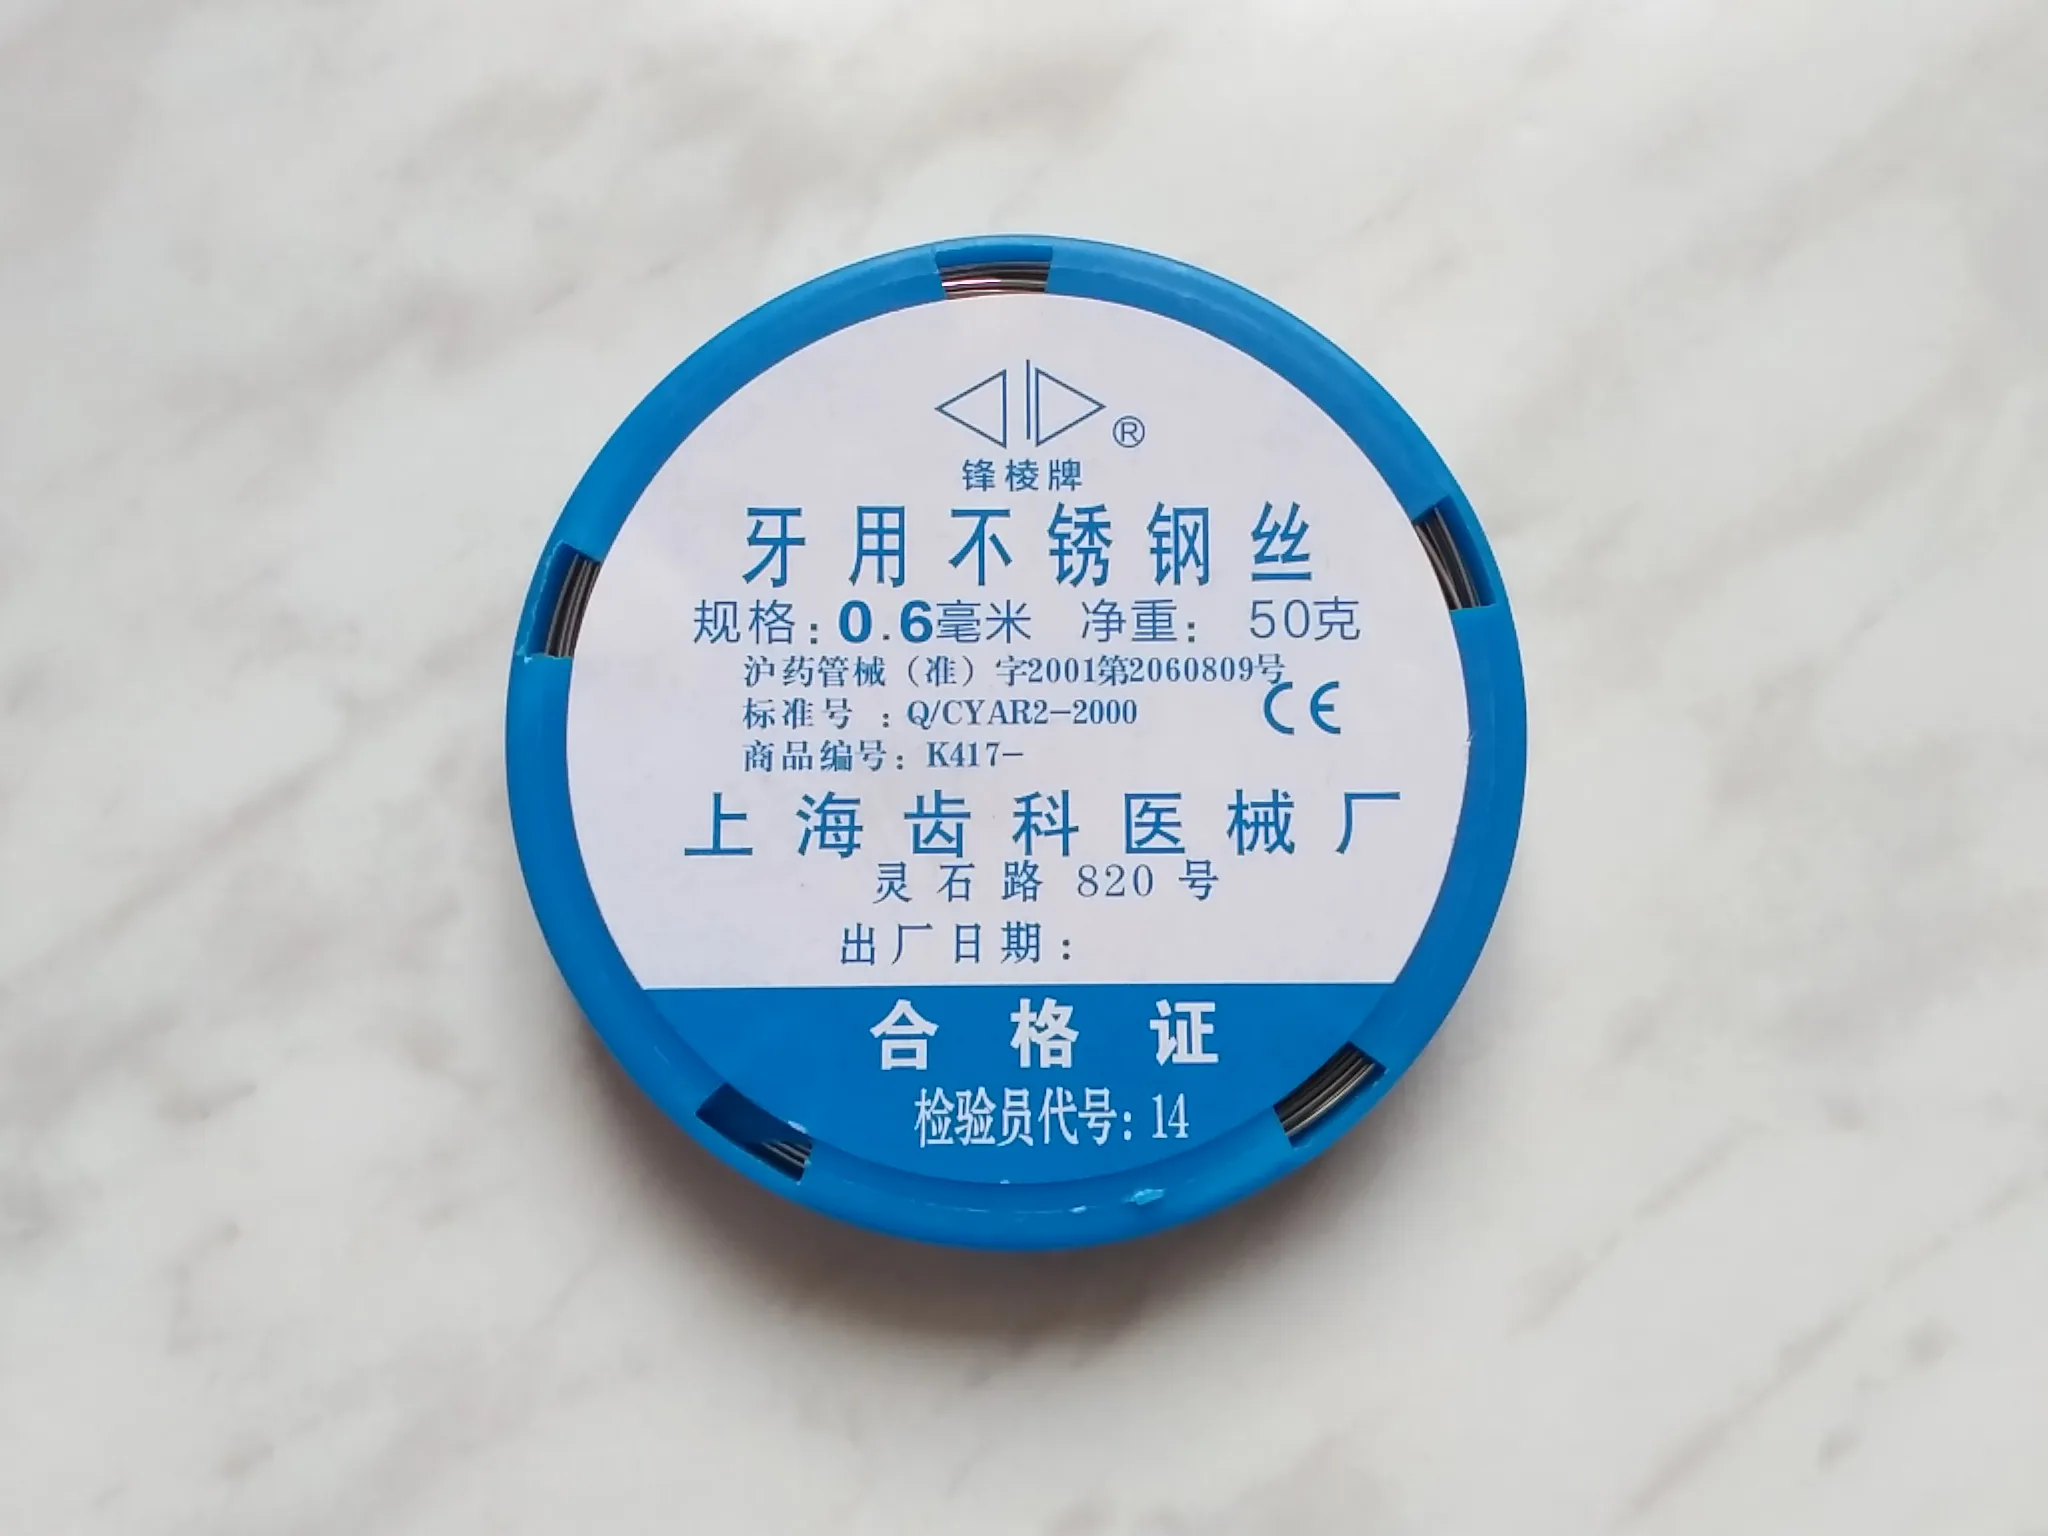 ®
锋棱牌
牙用不锈钢丝
规格:0.6毫米 净重: 50克
沪药管械（准）字2001第2060809号
标准号 :Q/CYAR2-2000
CE
商品编号: K417-
上海齿科医械厂
灵石路 820 号
出厂日期:
合格证
检验员代号: 14